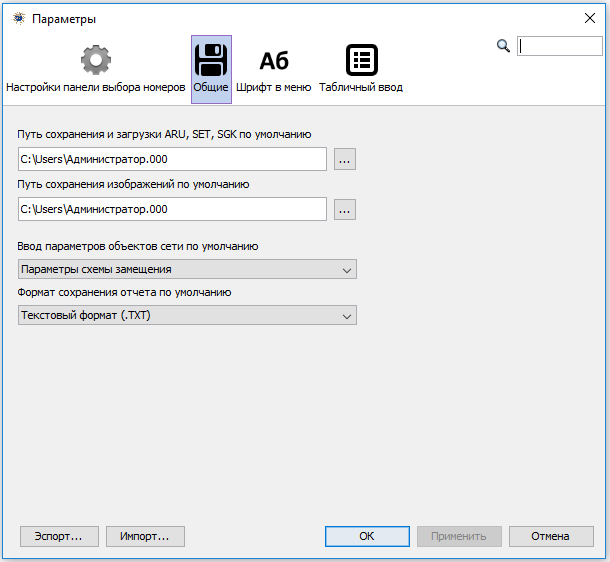 Параметры
Настройки панели выбора номеров
Общие
Аб
Шрифт в меню
Табличный ввод
Путь сохранения и загрузки ARU, SET, SGK по умолчанию
C:\Users\Администратор.000
...
Путь сохранения изображений по умолчанию
C:\Users\Администратор.000
...
Ввод параметров объектов сети по умолчанию
Параметры схемы замещения
Формат сохранения отчета по умолчанию
Текстовый формат (.TXT)
Эспорт...
Импорт...
ОК
Применить
Отмена